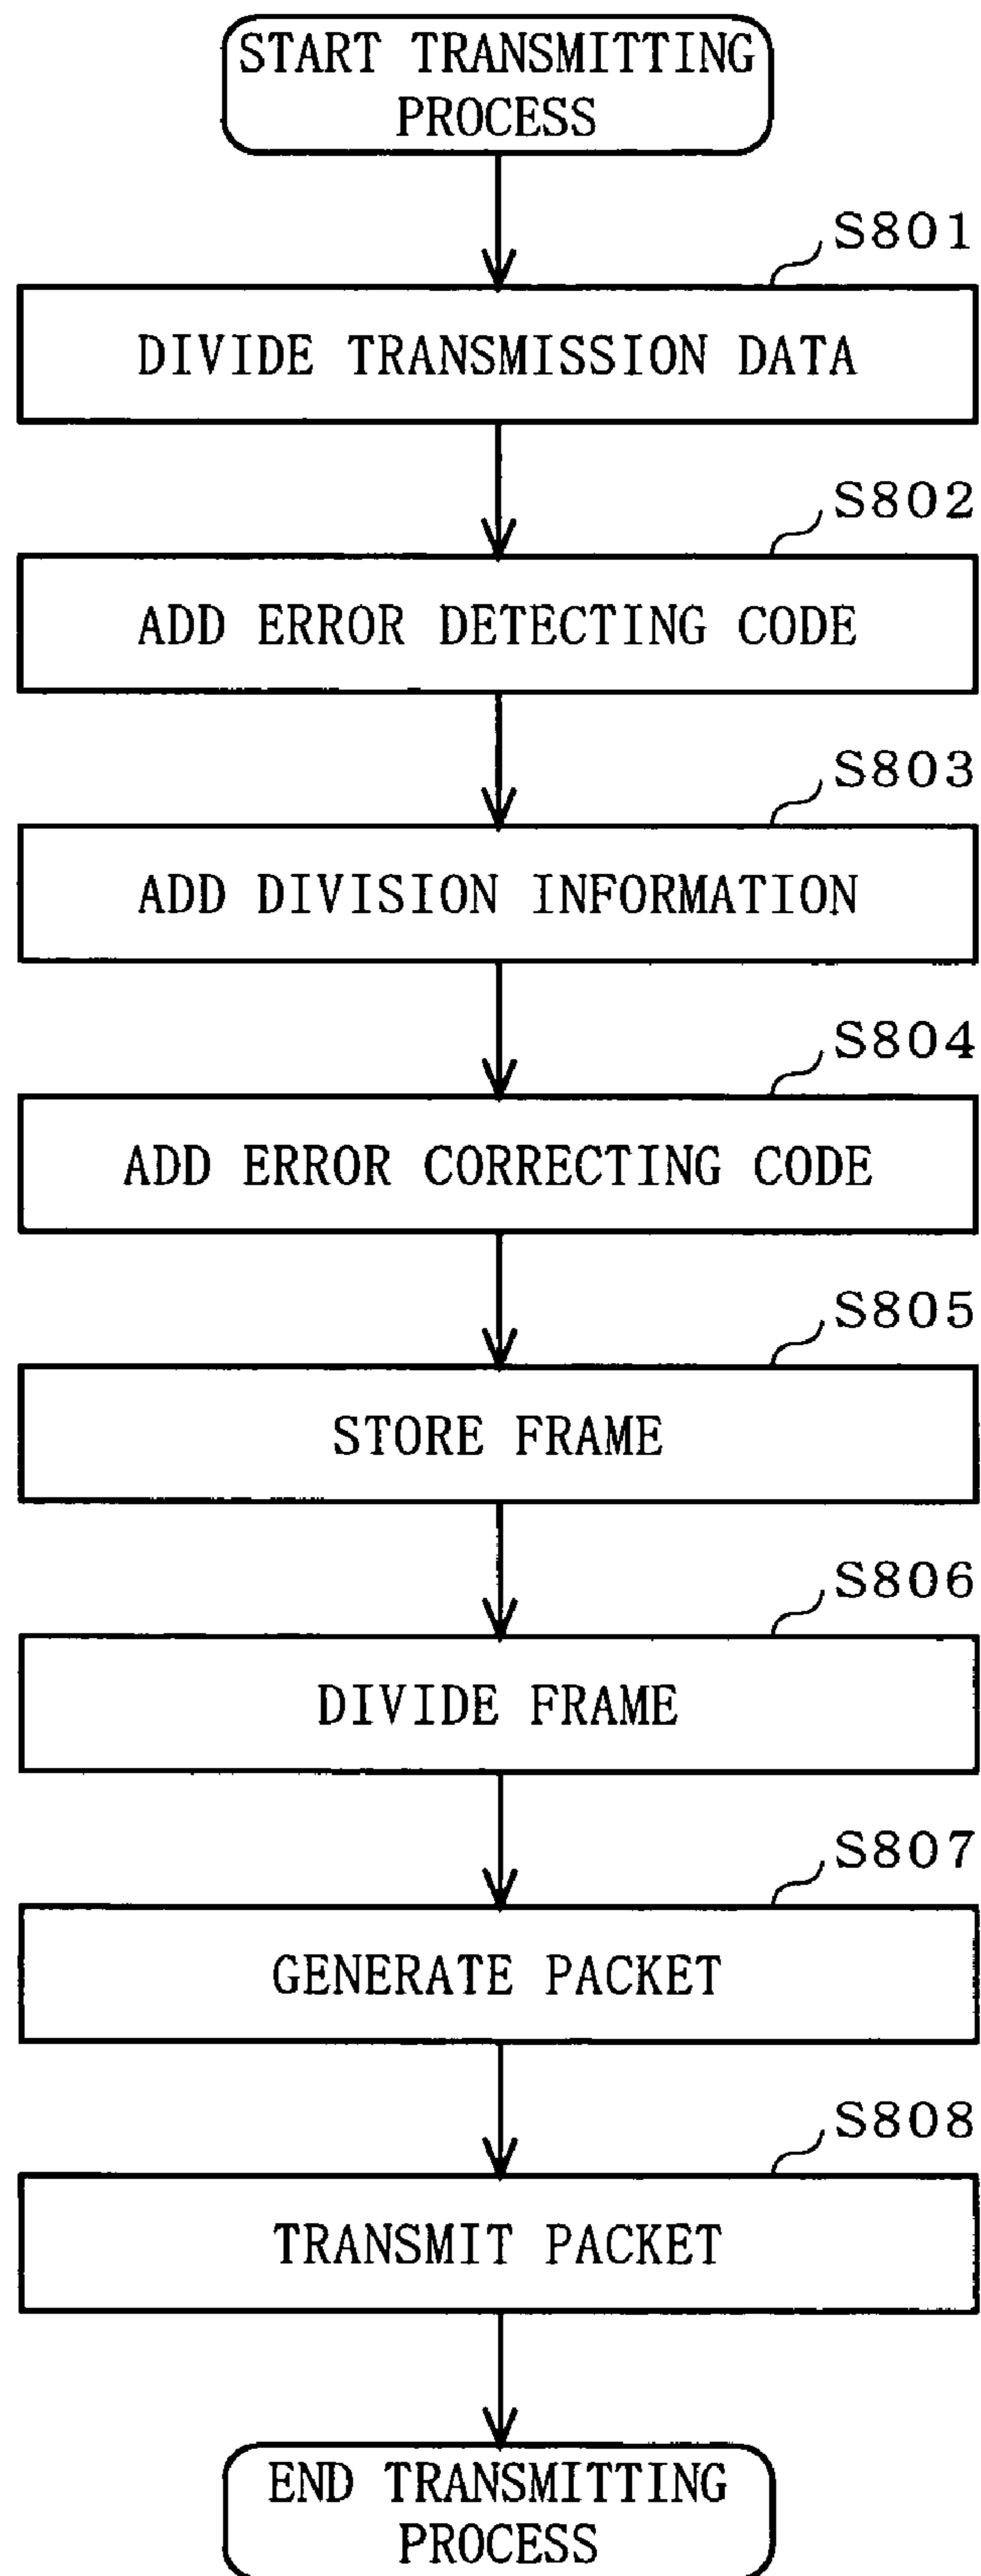 START TRANSMITTING
PROCESS
S801
DIVIDE TRANSMISSION DATA
S802
ADD ERROR DETECTING CODE
S803
ADD DIVISION INFORMATION
S804
ADD ERROR CORRECTING CODE
S805
STORE FRAME
S806
DIVIDE FRAME
S807
GENERATE PACKET
S808
TRANSMIT PACKET
END TRANSMITTING
PROCESS